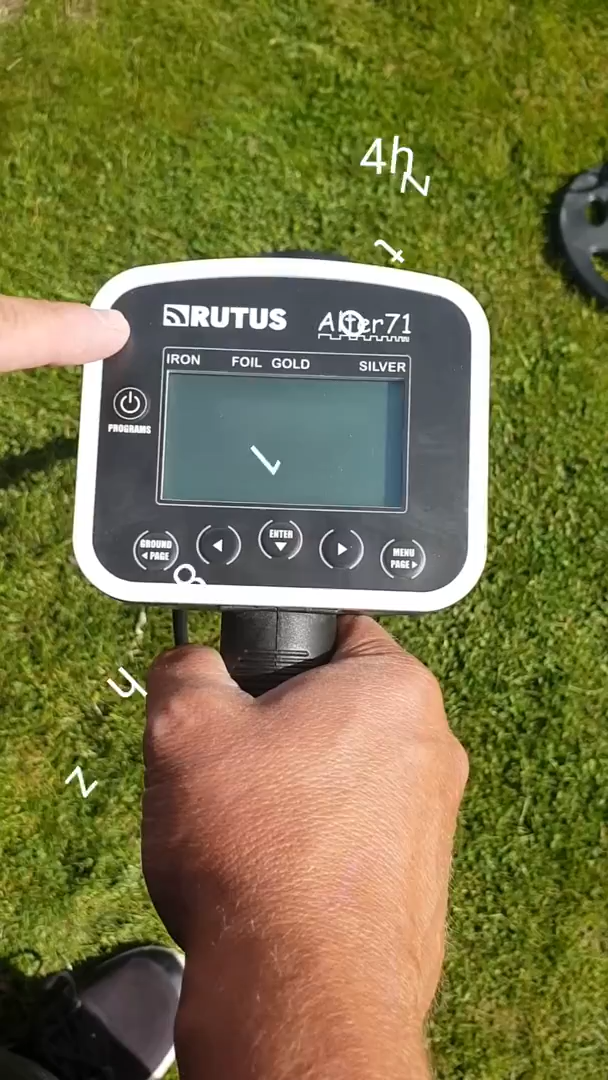 4h
z
t
RUTUS Alter71
IRON FOIL GOLD SILVER
PROGRAMS
GROUND
◄ PAGE
ENTER
MENU
PAGE ►
y
z